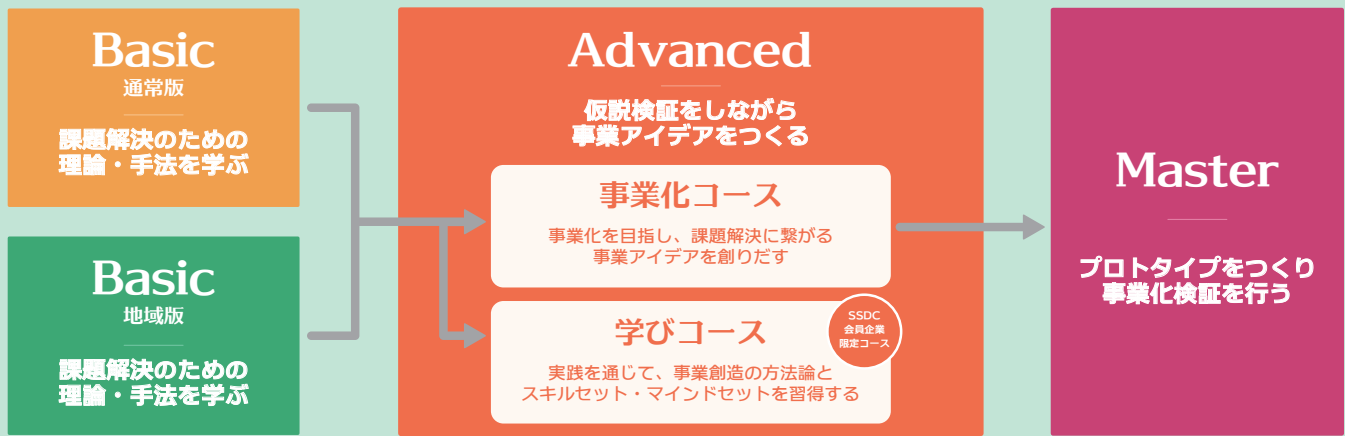 Basic
通常版
課題解決のための
理論・手法を学ぶ
Basic
地域版
課題解決のための
理論・手法を学ぶ
Advanced
仮説検証をしながら
事業アイデアをつくる
事業化コース
事業化を目指し、課題解決に繋がる
事業アイデアを創りだす
学びコース
SSDC
会員企業
限定コース
実践を通じて、事業創造の方法論と
スキルセット・マインドセットを習得する
Master
プロトタイプをつくり
事業化検証を行う